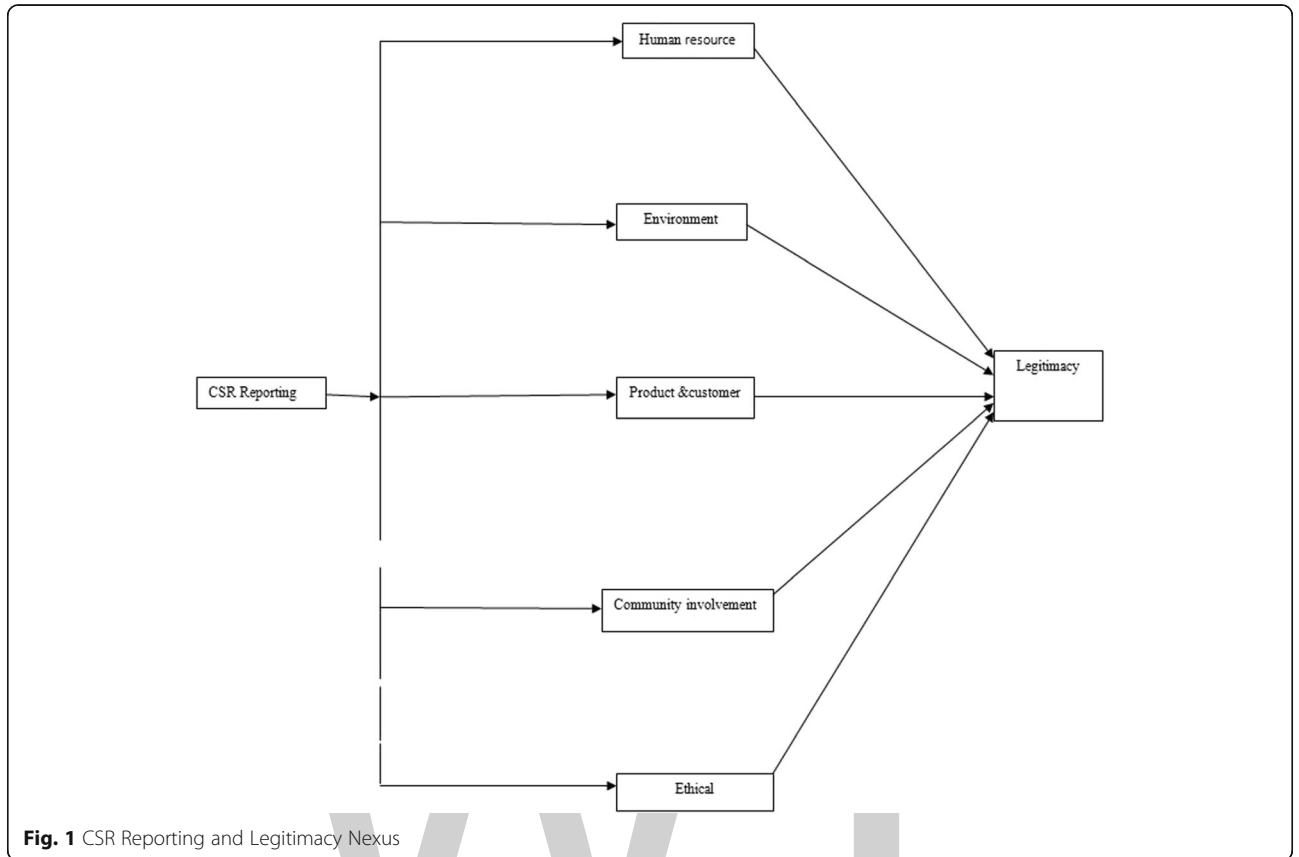 Human resource
Environment
Product &customer
CSR Reporting
Legitimacy
Community involvement
Ethical
Fig. 1 CSR Reporting and Legitimacy Nexus